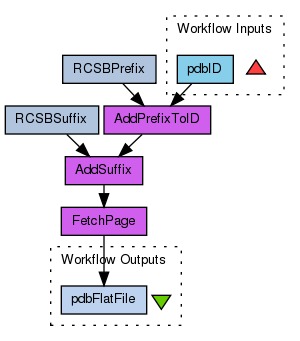 Workflow Inputs
RCSBPrefix
pdbID
RCSBSuffix
AddPrefixToID
AddSuffix
FetchPage
Workflow Outputs
pdbFlatFile